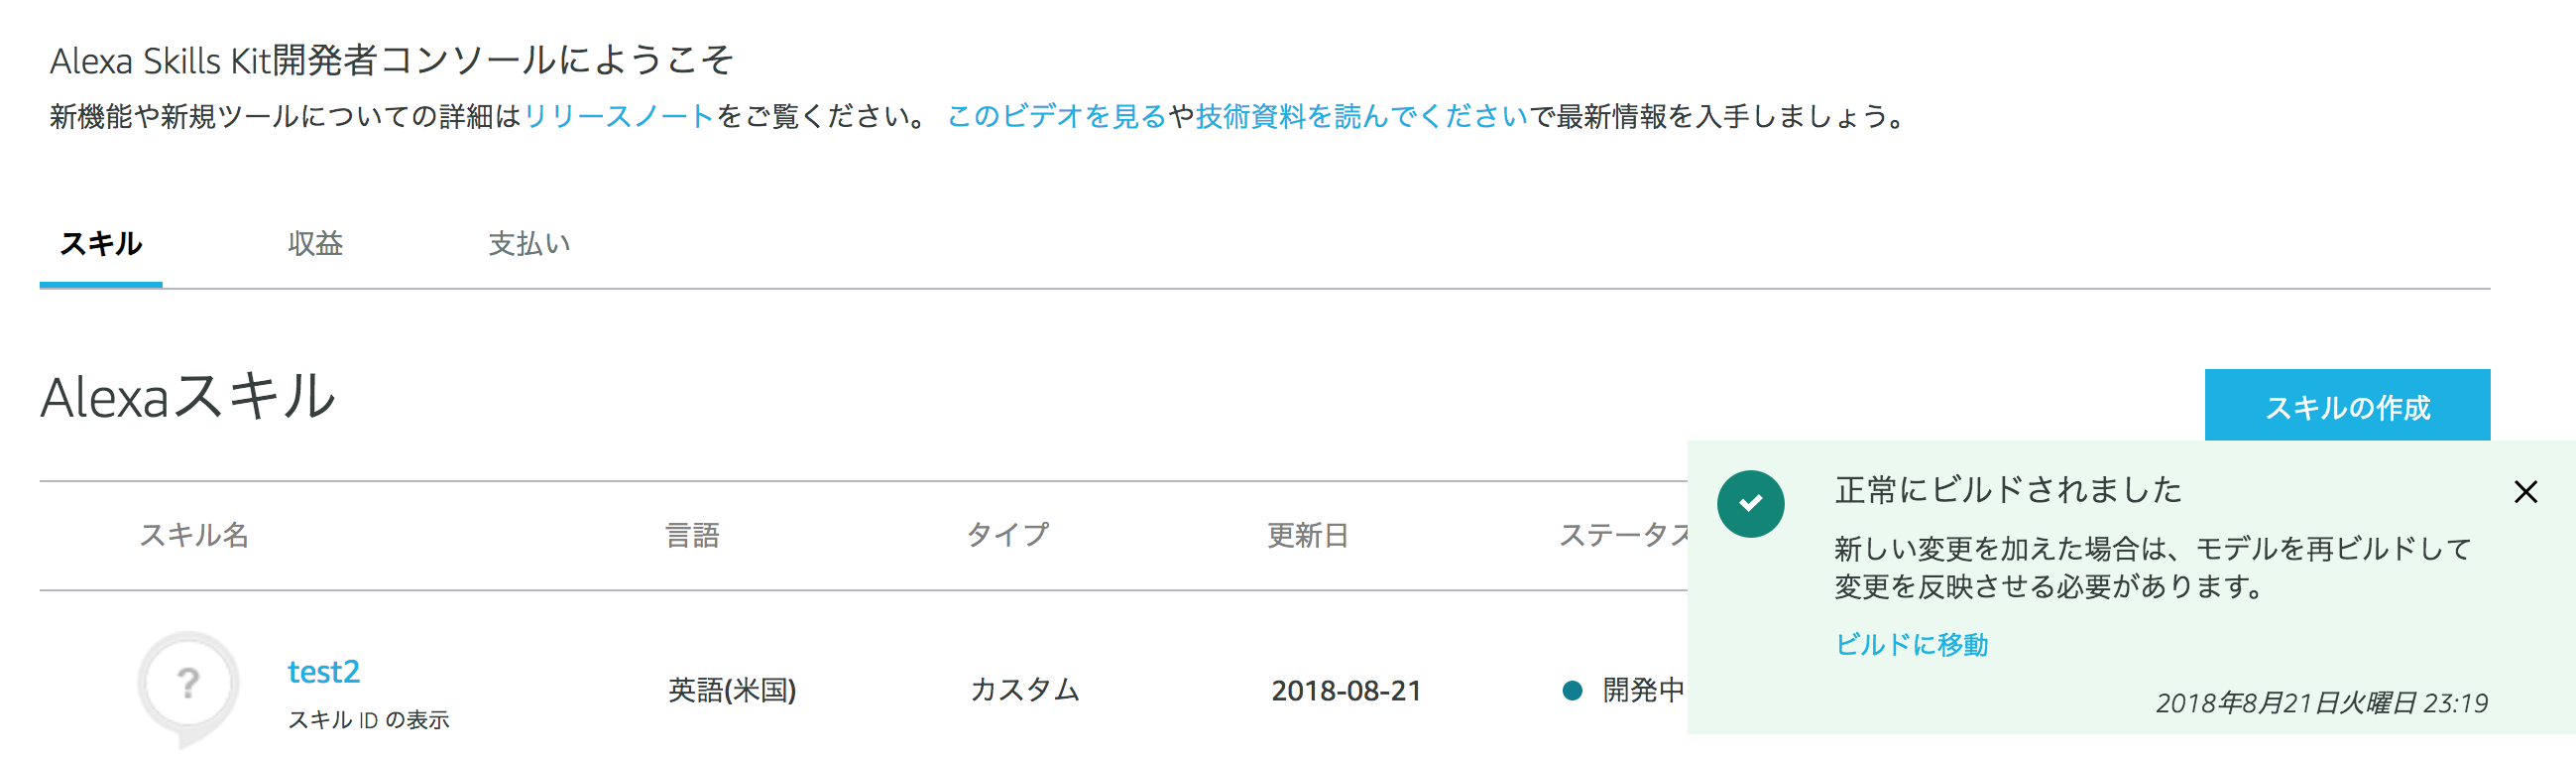 Alexa Skills Kit開発者コンソールにようこそ
新機能や新規ツールについての詳細はリリースノートをご覧ください。 このビデオを見るや技術資料を読んでくださいで最新情報を入手しましょう。
スキル 収益 支払い
Alexaスキル
スキルの作成
スキル名 言語 タイプ 更新日 ステータス
test2
スキル ID の表示
英語(米国) カスタム 2018-08-21 開発中
正常にビルドされました
新しい変更を加えた場合は、モデルを再ビルドして
変更を反映させる必要があります。
ビルドに移動
2018年8月21日火曜日 23:19